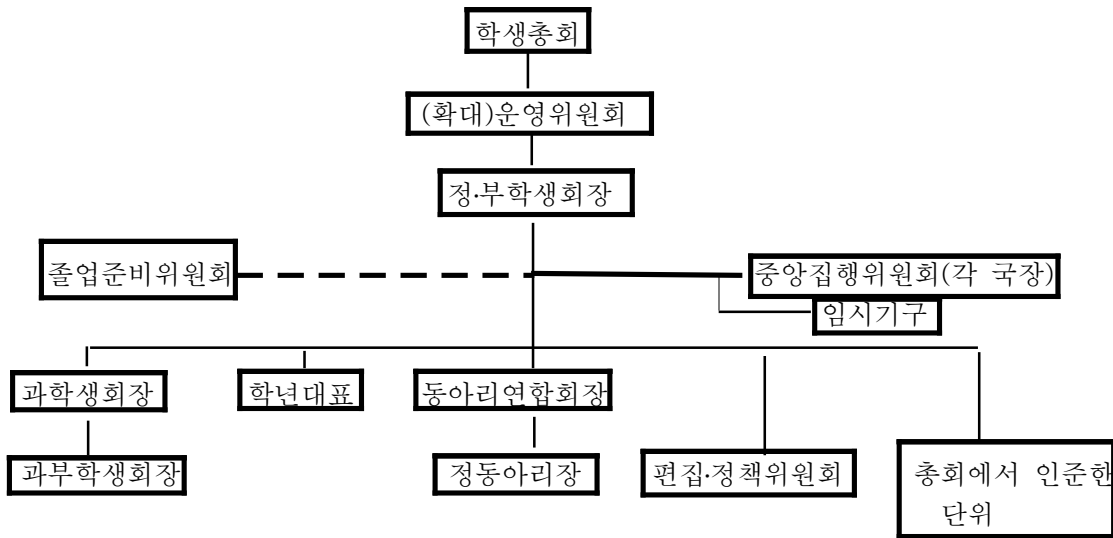 학생총회
(확대)운영위원회
정·부학생회장
졸업준비위원회
중앙집행위원회(각 국장)
임시기구
과학생회장
학년대표
동아리연합회장
과부학생회장
정동아리장
편집·정책위원회
총회에서 인준한
단위